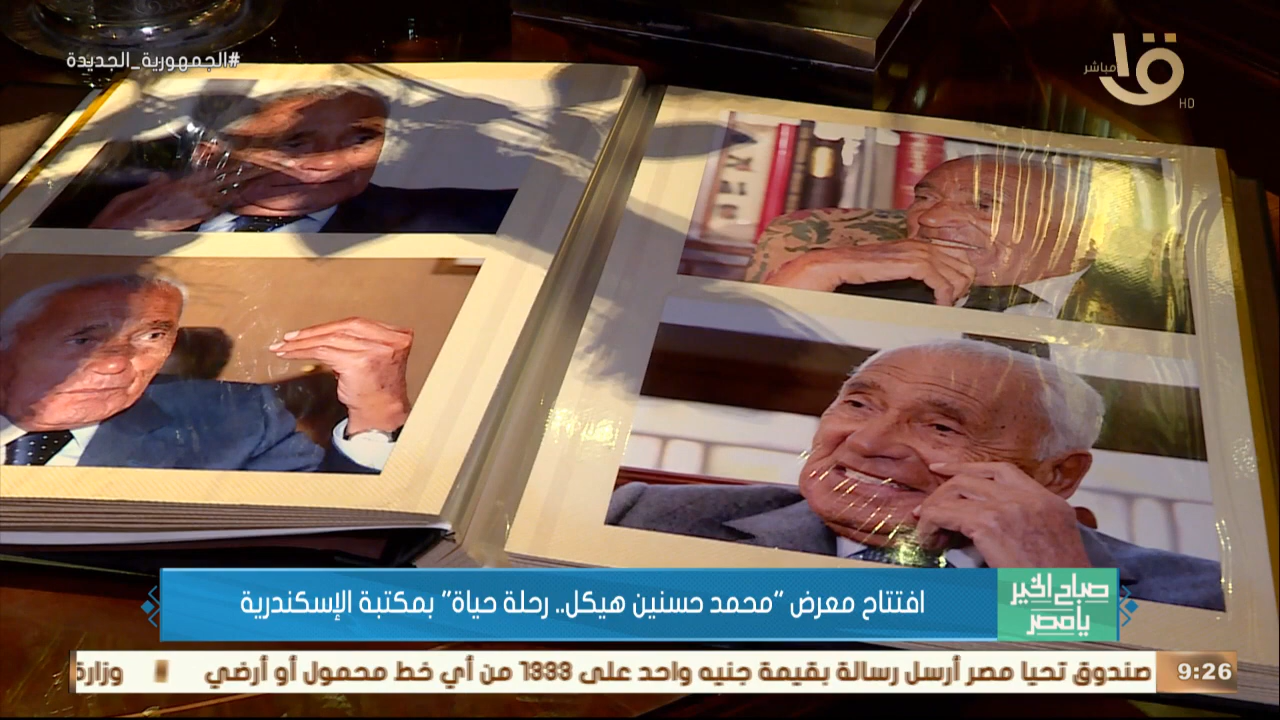 #الجمهورية_الجديدة
مباشر
HD
افتتاح معرض “محمد حسنين هيكل.. رحلة حياة” بمكتبة الإسكندرية
صباح الخير
يا مصر
صندوق تحيا مصر أرسل رسالة بقيمة جنيه واحد على 1888 من أي خط محمول أو أرضي وزارة
9:26